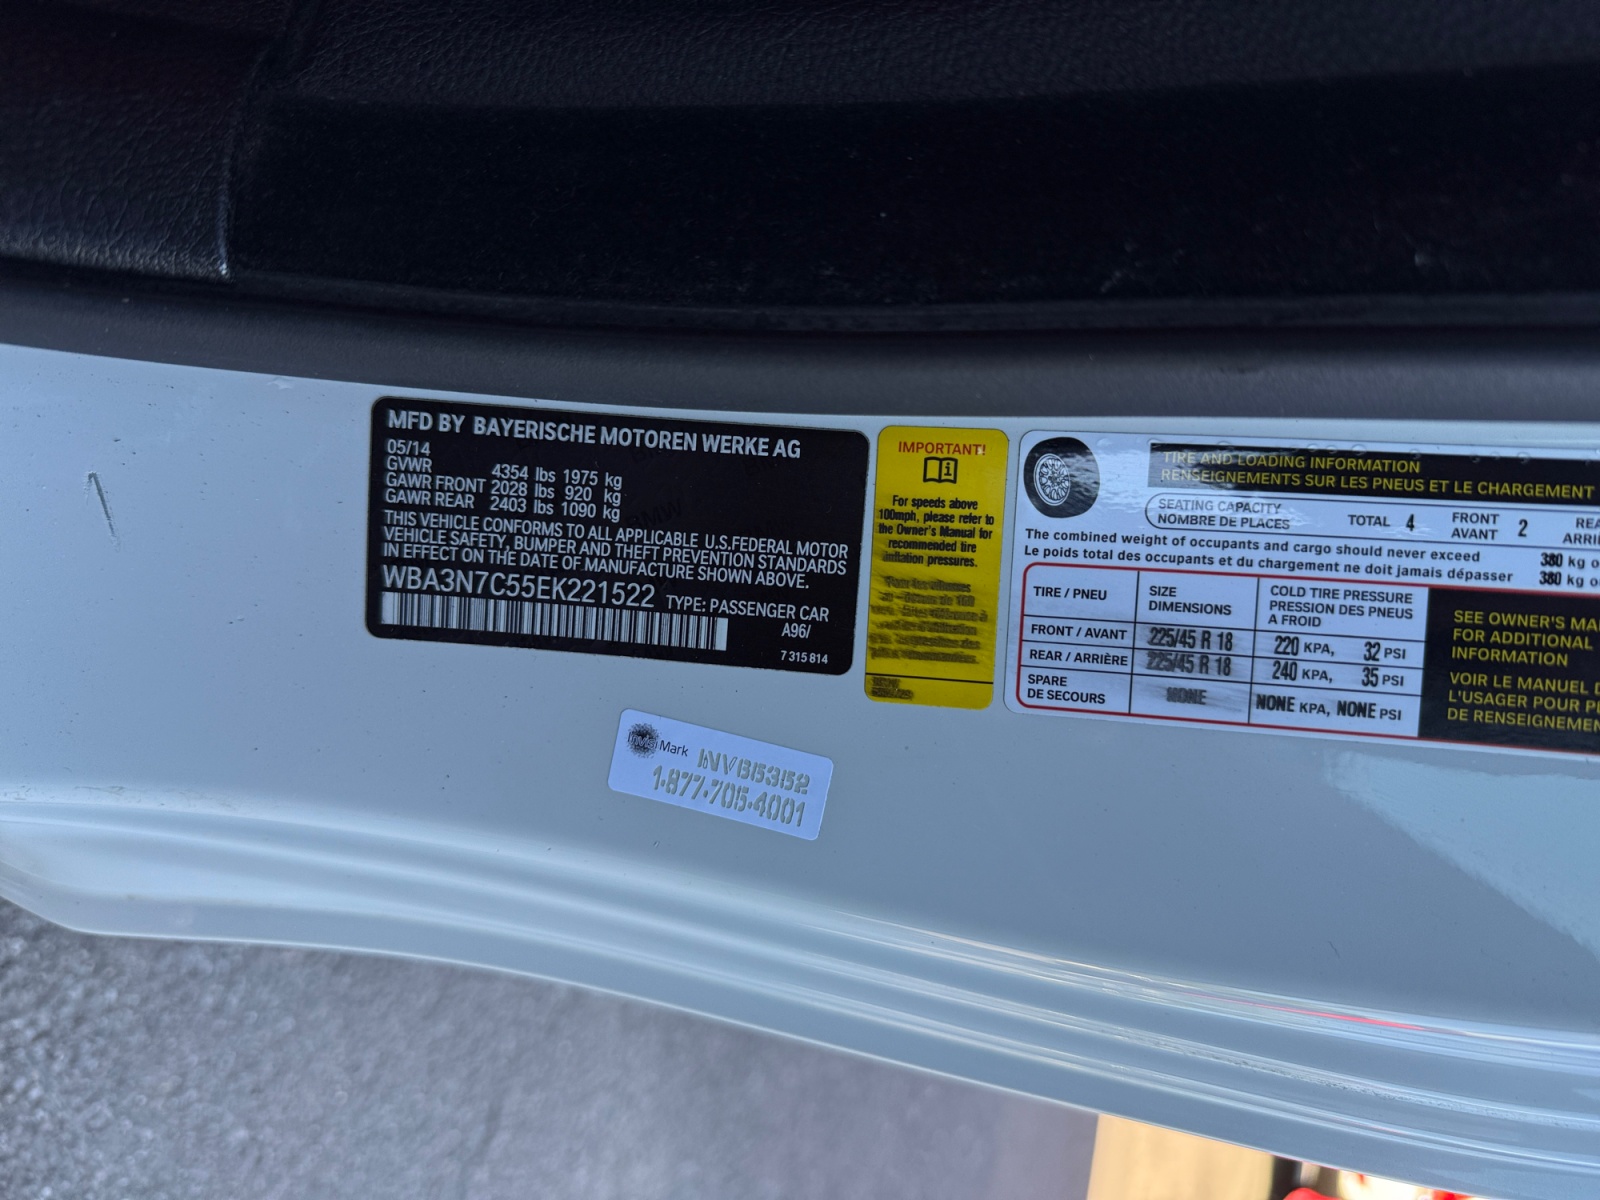 MFD BY BAYERISCHE MOTOREN WERKE AG
05/14
GVWR 4354 lbs 1975 kg
GAWR FRONT 2028 lbs 920 kg
GAWR REAR 2403 lbs 1090 kg
THIS VEHICLE CONFORMS TO ALL APPLICABLE U.S.FEDERAL MOTOR
VEHICLE SAFETY, BUMPER AND THEFT PREVENTION STANDARDS
IN EFFECT ON THE DATE OF MANUFACTURE SHOWN ABOVE.
WBA3N7C55EK221522 TYPE: PASSENGER CAR
A96/
7 315 814
IMPORTANT!
For speeds above
100mph, please refer to
the Owner's Manual for
recommended tire
inflation pressures.
TIRE AND LOADING INFORMATION
RENSEIGNEMENTS SUR LES PNEUS ET LE CHARGEMENT
SEATING CAPACITY
NOMBRE DE PLACES
TOTAL 4
FRONT
AVANT 2
The combined weight of occupants and cargo should never exceed 380 kg
Le poids total des occupants et du chargement ne doit jamais dépasser 380 kg
TIRE / PNEU
SIZE
DIMENSIONS
COLD TIRE PRESSURE
PRESSION DES PNEUS
A FROID
FRONT / AVANT 225/45 R 18 220 KPA, 32 PSI
REAR / ARRIÈRE 225/45 R 18 240 KPA, 35 PSI
SPARE
DE SECOURS NONE NONE KPA, NONE PSI
SEE OWNER'S
FOR ADDITIONAL
INFORMATION
VOIR LE MANUEL
L'USAGER POUR
DE
Mark
1·877·705·4001